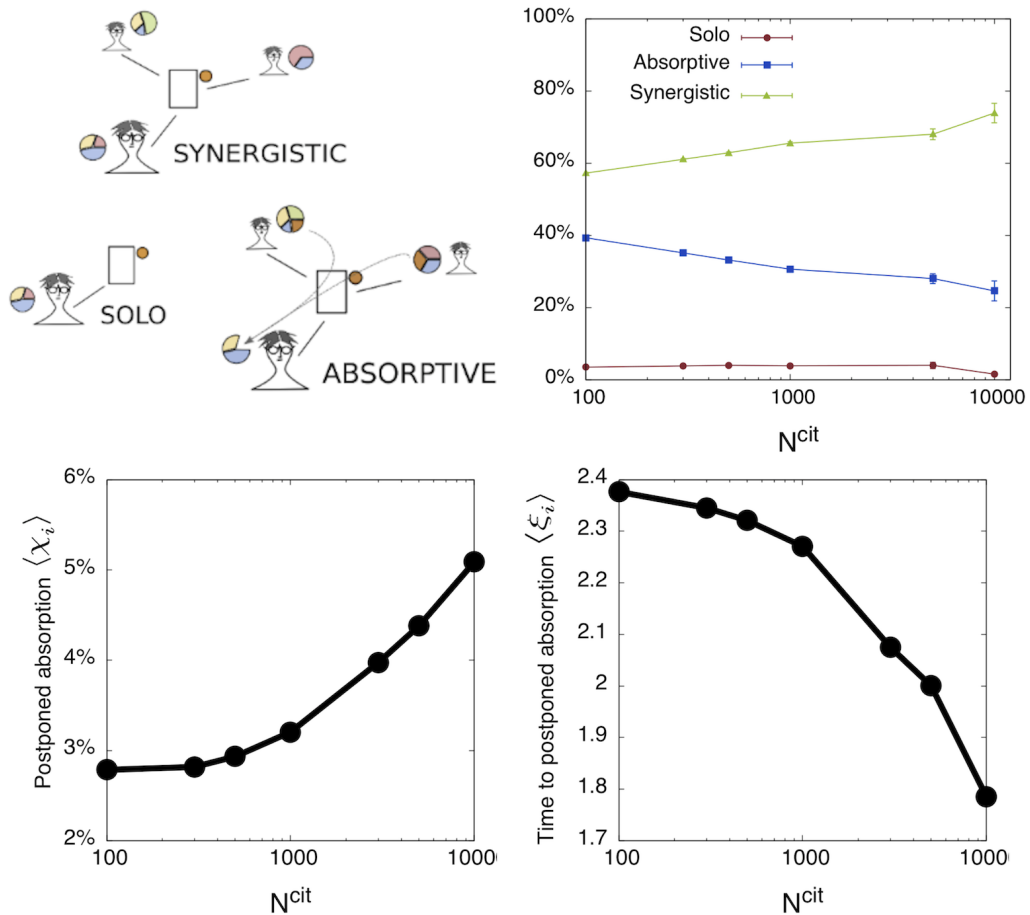 SYNERGISTIC
SOLO
ABSORPTIVE
100%
80%
60%
40%
20%
0%
Solo
Absorptive
Synergistic
100
1000
10000
N^cit
6%
5%
4%
3%
2%
Postponed absorption ⟨χ_i⟩
100
1000
1000
N^cit
2.4
2.3
2.2
2.1
2
1.9
1.8
1.7
Time to postponed absorption ⟨ξ_i⟩
100
1000
1000
N^cit